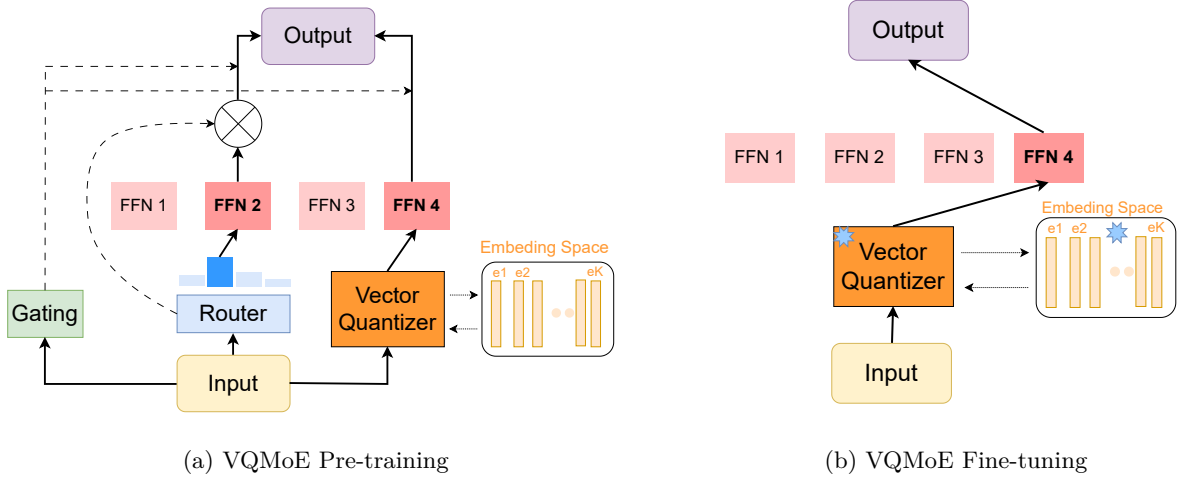 Output
FFN 1
FFN 2
FFN 3
FFN 4
Embeding Space
e1 e2 eK
Vector
Quantizer
Gating
Router
Input
(a) VQMoE Pre-training
Output
FFN 1
FFN 2
FFN 3
FFN 4
Embeding Space
e1 e2 eK
Vector
Quantizer
Input
(b) VQMoE Fine-tuning